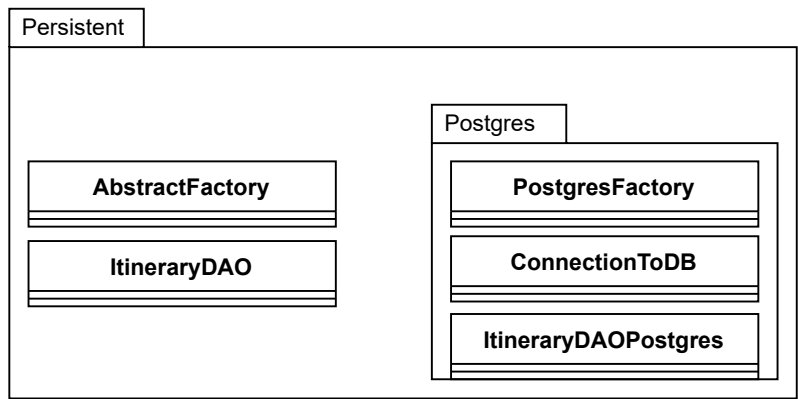 Persistent
Postgres
AbstractFactory
PostgresFactory
ItineraryDAO
ConnectionToDB
ItineraryDAOPostgres